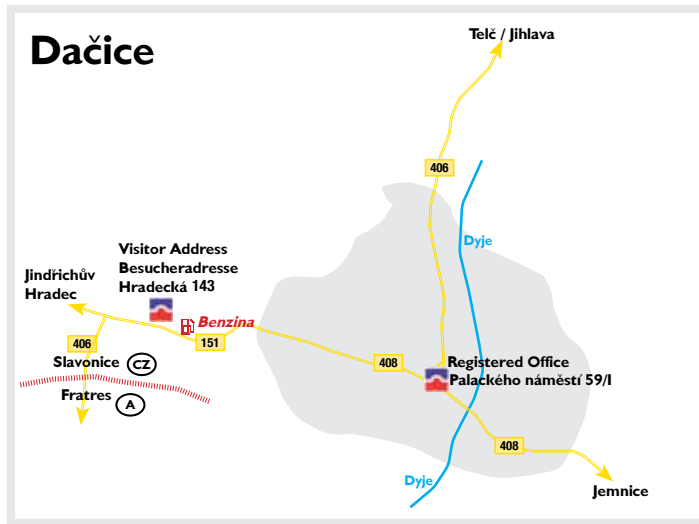 Dačice
Telč / Jihlava
406
Dyje
Visitor Address
Besucheradresse
Hradecká 143
Jindřichův
Hradec
Benzina
406
151
Slavonice
CZ
408
Registered Office
Palackého náměstí 59/I
Fratres
A
408
Dyje
Jemnice